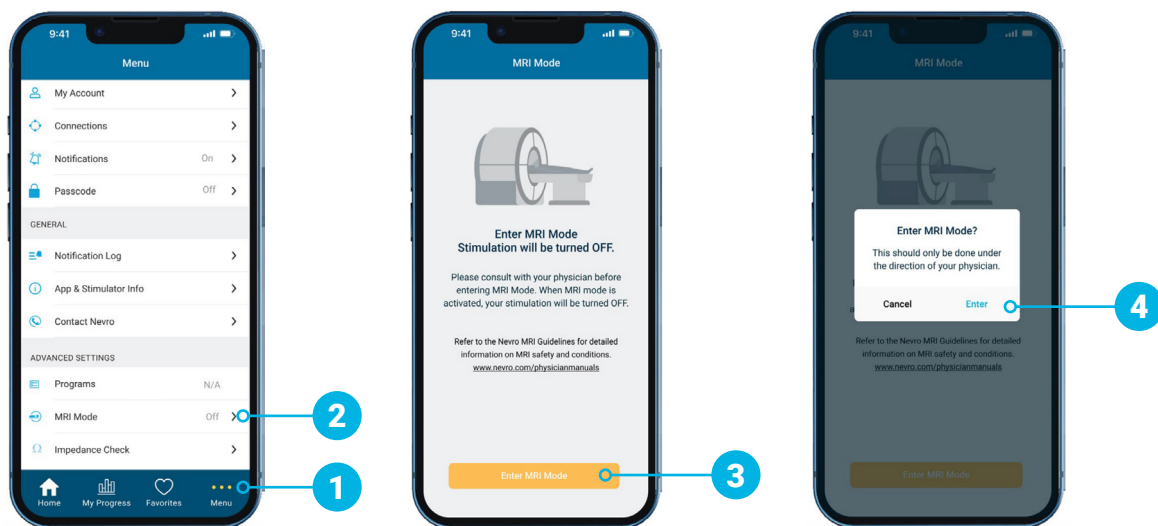 9:41
Menu
My Account
Connections
Notifications On
Passcode Off
GENERAL
Notification Log
App & Stimulator Info
Contact Nevro
ADVANCED SETTINGS
Programs N/A
MRI Mode Off
Impedance Check
Home My Progress Favorites Menu
2
1
9:41
MRI Mode
Enter MRI Mode
Stimulation will be turned OFF.
Please consult with your physician before
entering MRI Mode. When MRI mode is
activated, your stimulation will be turned OFF.
Refer to the Nevro MRI Guidelines for detailed
information on MRI safety and conditions.
www.nevro.com/physicianmanuals
Enter MRI Mode
3
9:41
MRI Mode
Enter MRI Mode?
This should only be done under
the direction of your physician.
Cancel Enter
4
Refer to the Nevro MRI Guidelines for detailed
information on MRI safety and conditions.
www.nevro.com/physicianmanuals
Enter MRI Mode